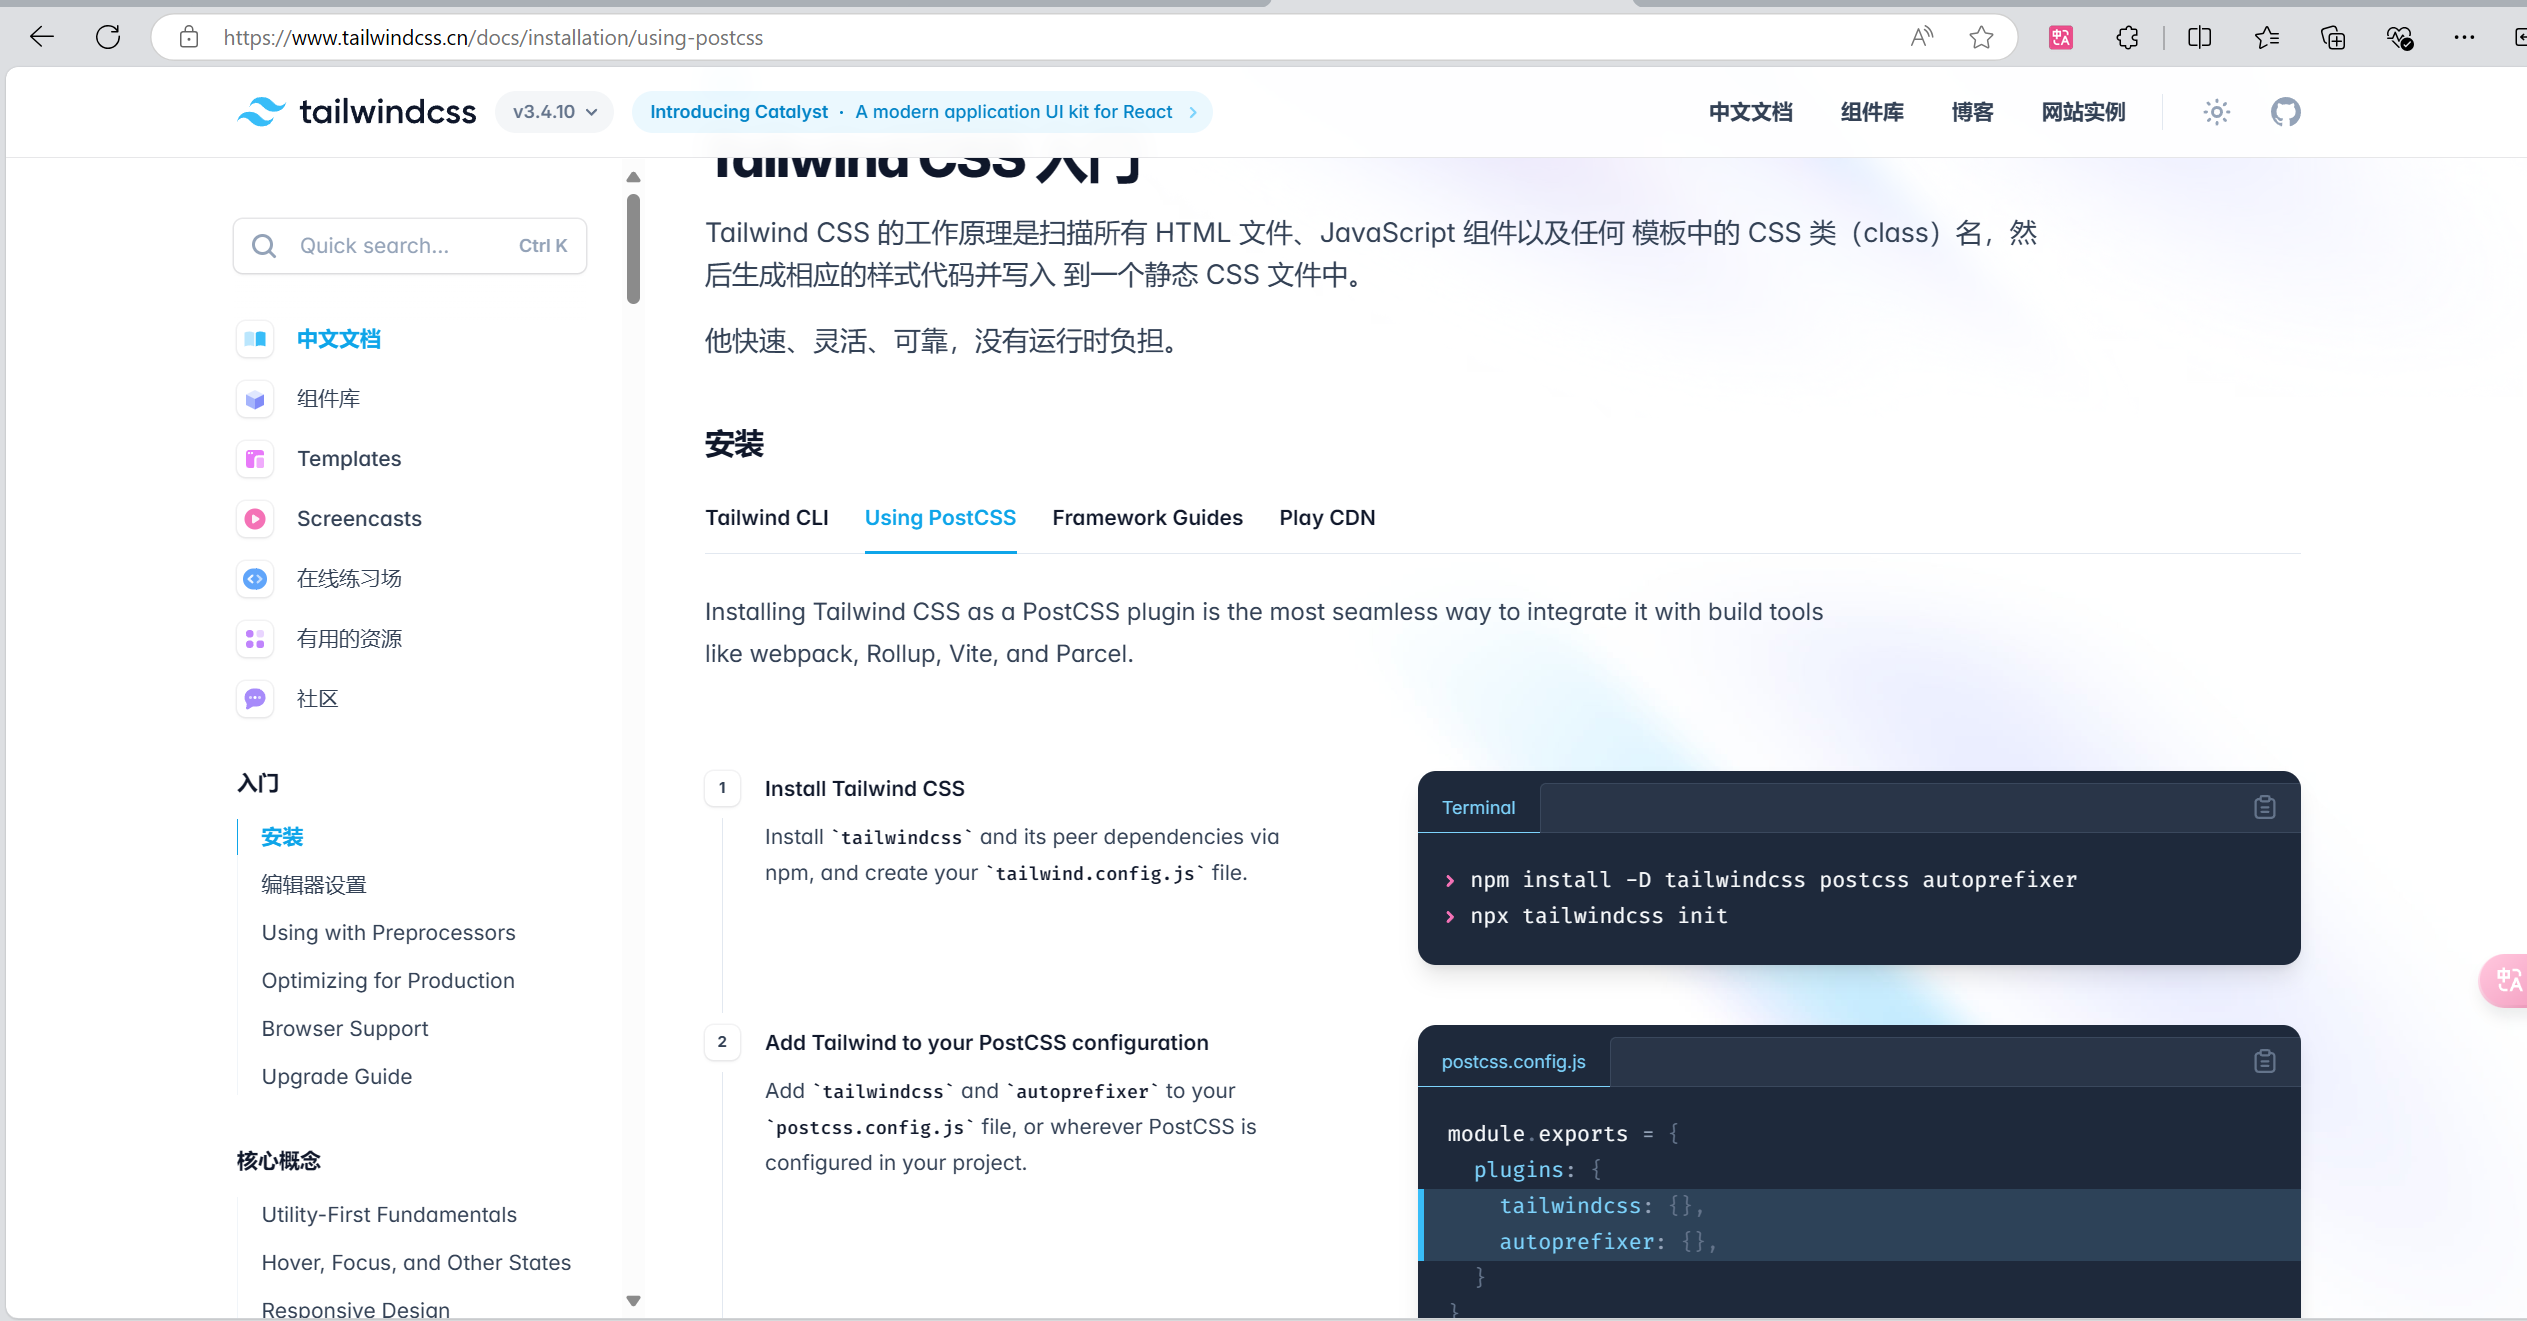 https://www.tailwindcss.cn/docs/installation/using-postcss
tailwindcss
v3.4.10
Introducing Catalyst · A modern application UI kit for React
中文文档
组件库
博客
网站实例
Quick search...
Ctrl K
中文文档
组件库
Templates
Screencasts
在线练习场
有用的资源
社区
入门
安装
编辑器设置
Using with Preprocessors
Optimizing for Production
Browser Support
Upgrade Guide
核心概念
Utility-First Fundamentals
Hover, Focus, and Other States
Responsive Design
Tailwind CSS 入门
Tailwind CSS 的工作原理是扫描所有 HTML 文件、JavaScript 组件以及任何 模板中的 CSS 类（class）名，然
后生成相应的样式代码并写入 到一个静态 CSS 文件中。
他快速、灵活、可靠，没有运行时负担。
安装
Tailwind CLI
Using PostCSS
Framework Guides
Play CDN
Installing Tailwind CSS as a PostCSS plugin is the most seamless way to integrate it with build tools
like webpack, Rollup, Vite, and Parcel.
1
Install Tailwind CSS
Install `tailwindcss` and its peer dependencies via
npm, and create your `tailwind.config.js` file.
Terminal
> npm install -D tailwindcss postcss autoprefixer
> npx tailwindcss init
2
Add Tailwind to your PostCSS configuration
Add `tailwindcss` and `autoprefixer` to your
`postcss.config.js` file, or wherever PostCSS is
configured in your project.
postcss.config.js
module.exports = {
plugins: {
tailwindcss: {},
autoprefixer: {},
}
}